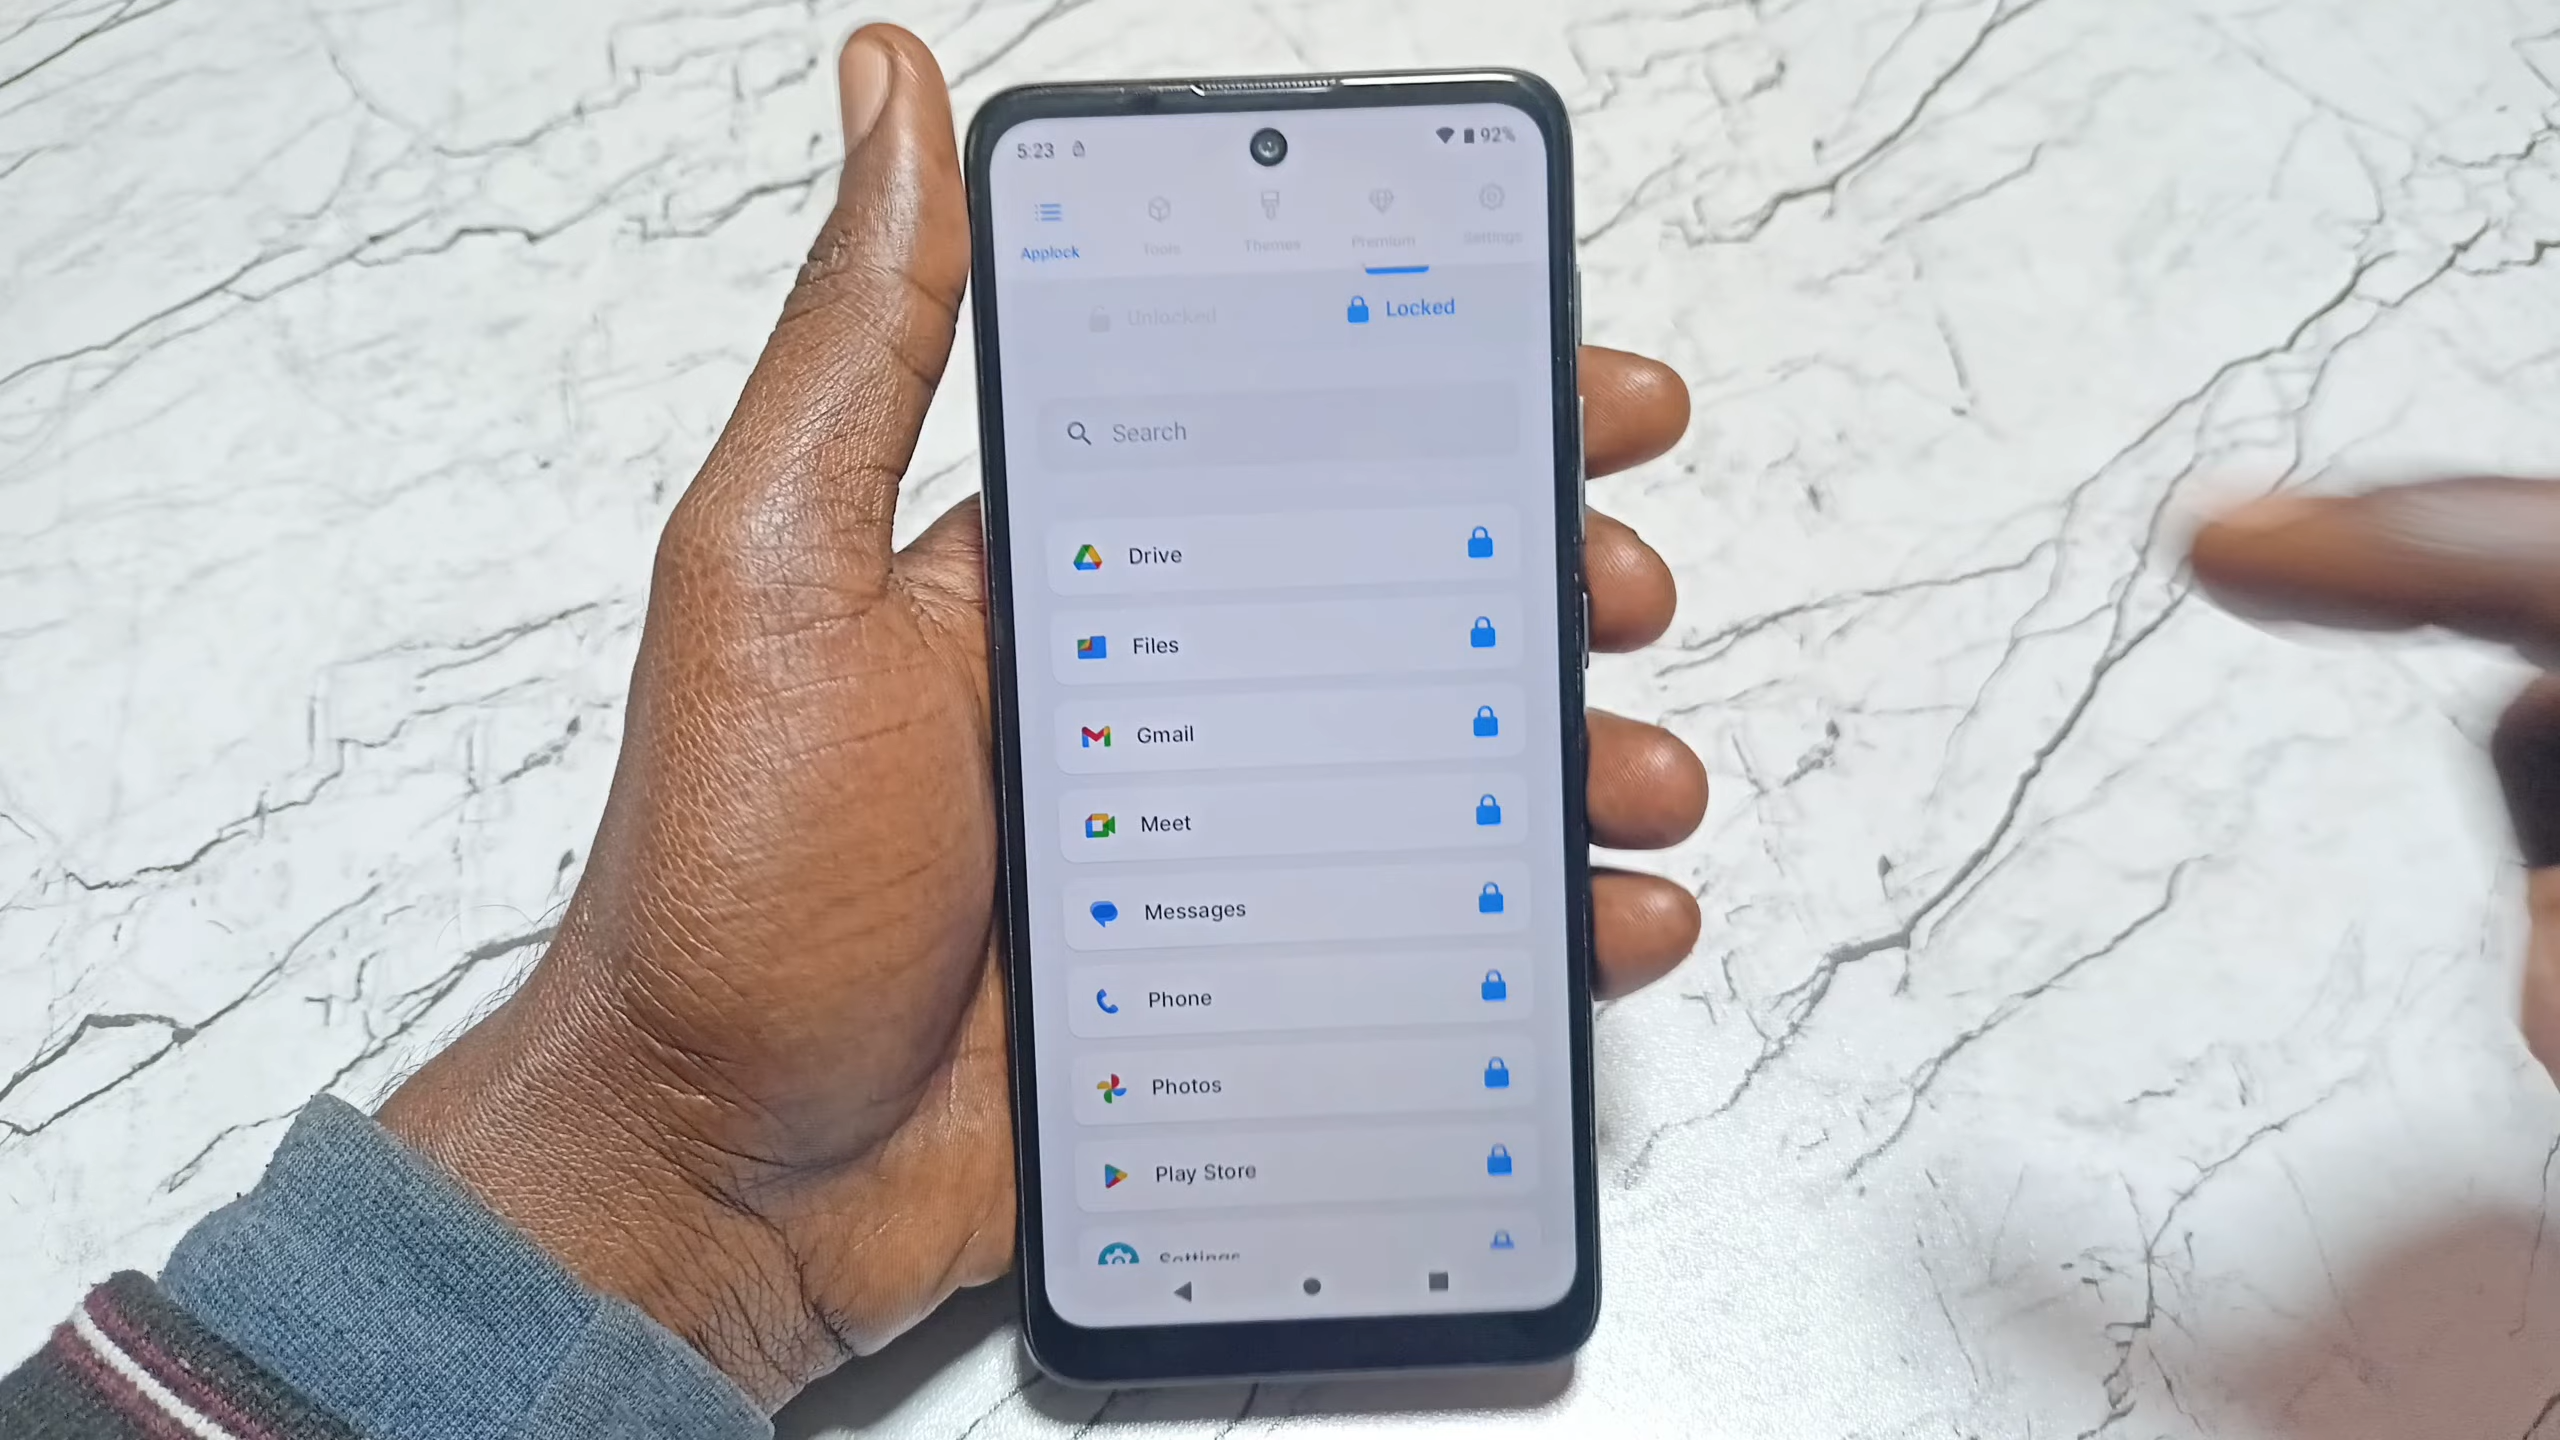 5:23 92%
Applock Tools Themes Premium Settings
Unlocked Locked
Search
Drive
Files
Gmail
Meet
Messages
Phone
Photos
Play Store
Settings